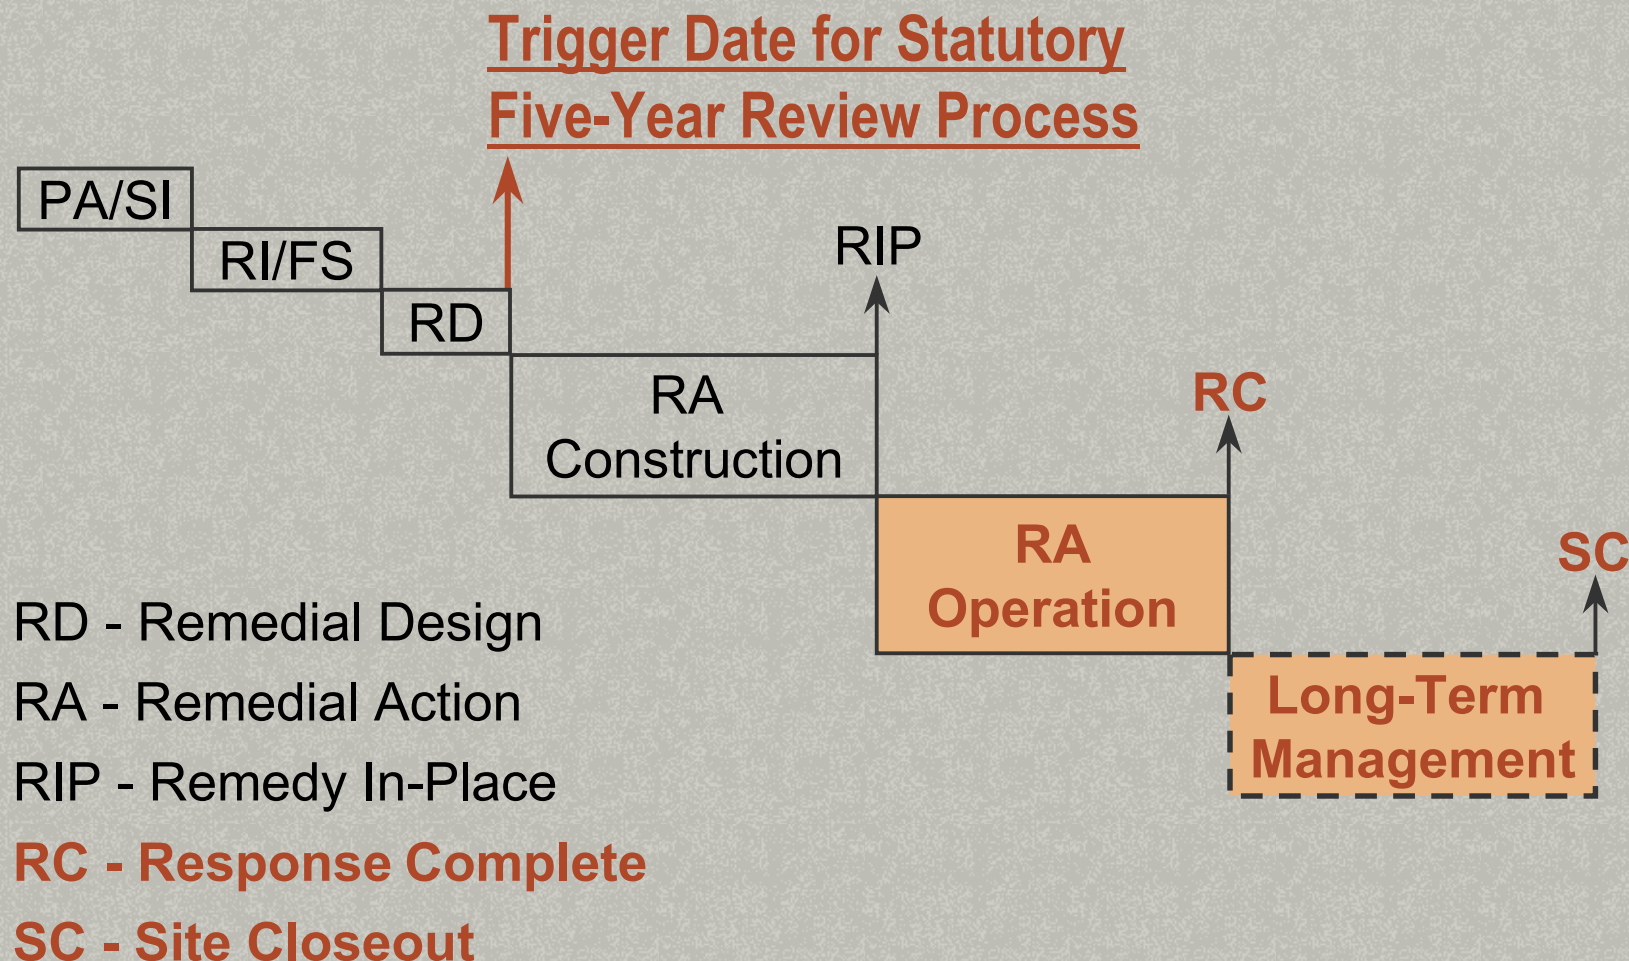 Trigger Date for Statutory
Five-Year Review Process
PA/SI
RI/FS
RD
RIP
RA
Construction
RC
RA
Operation
SC
Long-Term
Management
RD - Remedial Design
RA - Remedial Action
RIP - Remedy In-Place
RC - Response Complete
SC - Site Closeout